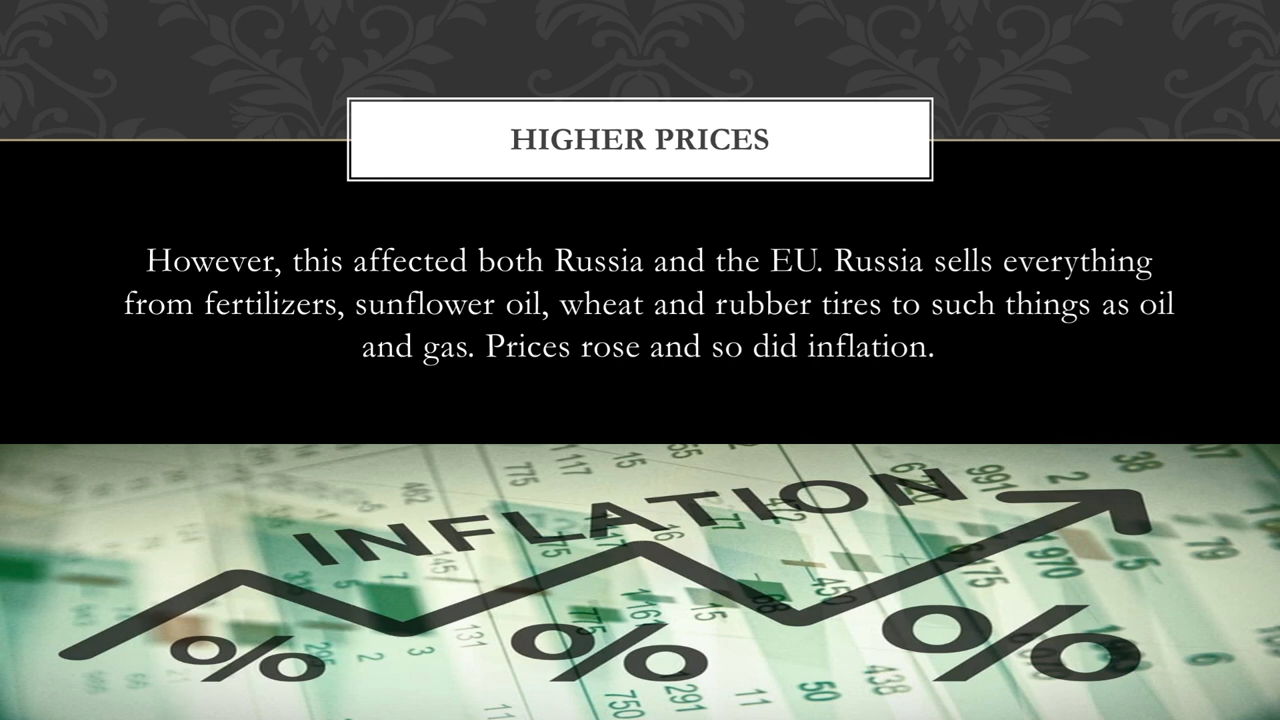 HIGHER PRICES
However, this affected both Russia and the EU. Russia sells everything
from fertilizers, sunflower oil, wheat and rubber tires to such things as oil
and gas. Prices rose and so did inflation.
INFLATION
% % %